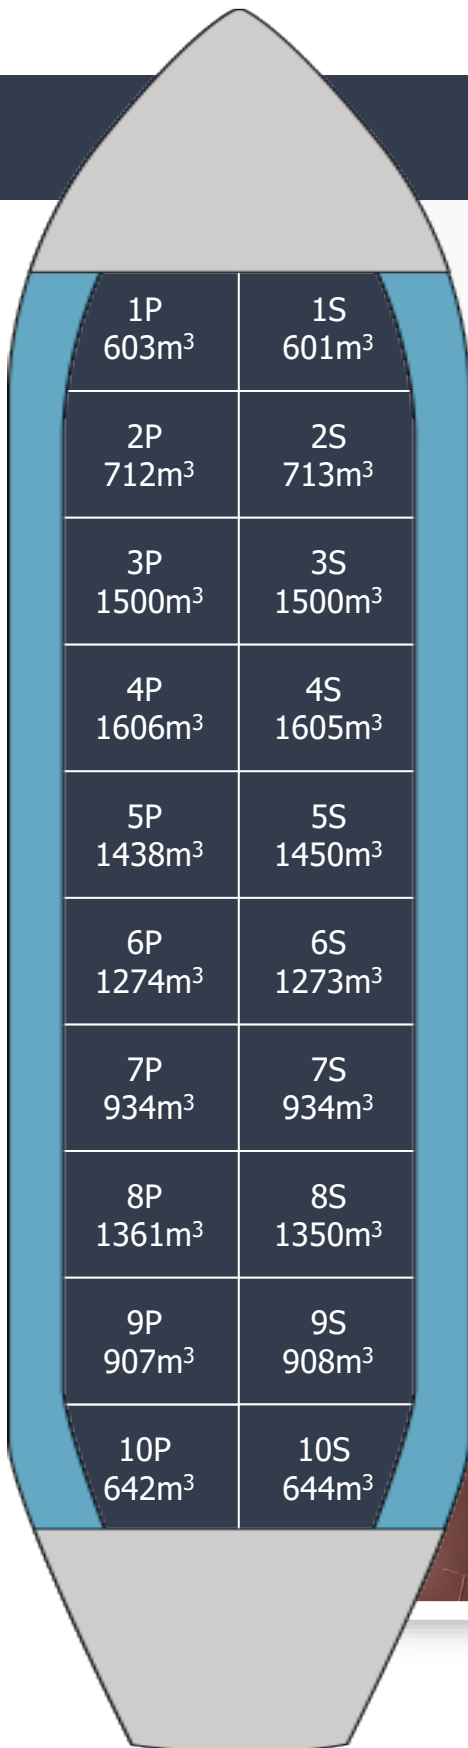 1P
603m³
1S
601m³
2P
712m³
2S
713m³
3P
1500m³
3S
1500m³
4P
1606m³
4S
1605m³
5P
1438m³
5S
1450m³
6P
1274m³
6S
1273m³
7P
934m³
7S
934m³
8P
1361m³
8S
1350m³
9P
907m³
9S
908m³
10P
642m³
10S
644m³